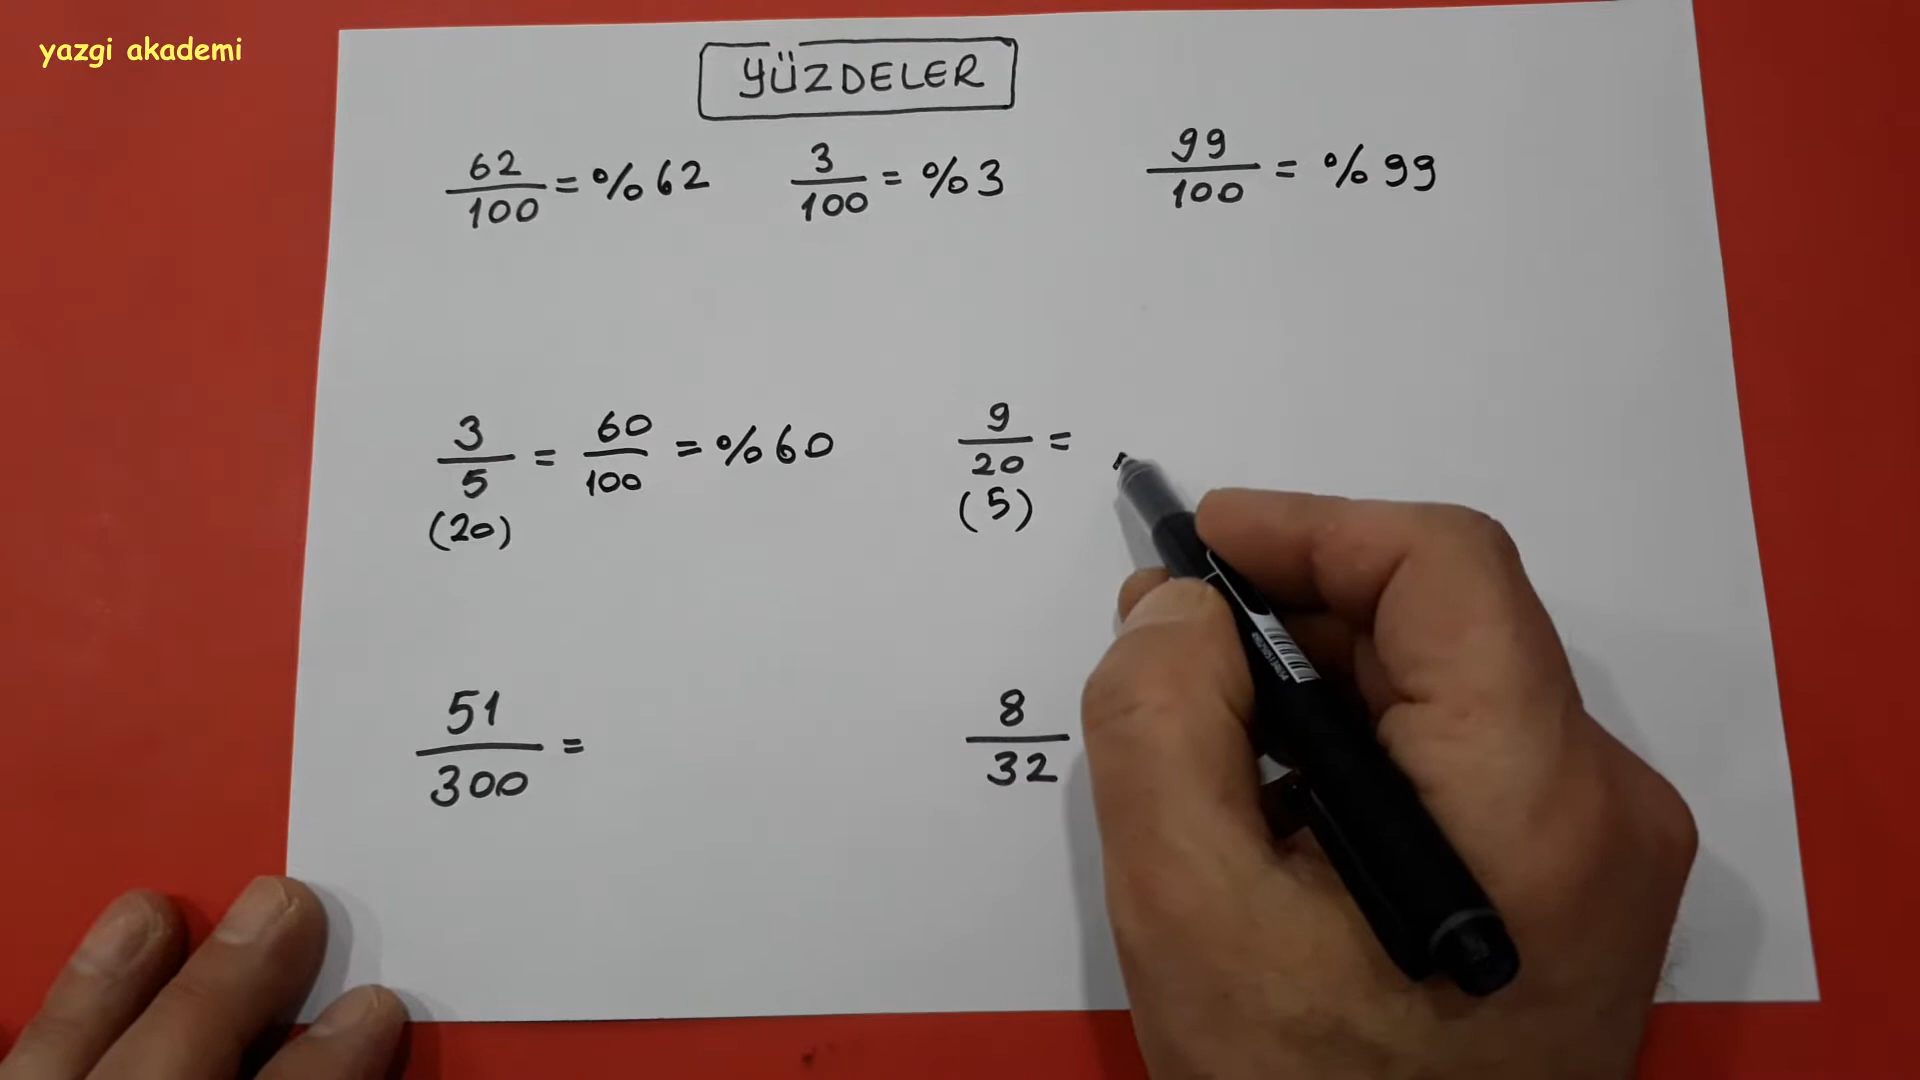 yazgi akademi
YÜZDELER
62/100 = %62
3/100 = %3
99/100 = %99
3/5 = 60/100 = %60
(20)
9/20 =
(5)
51/300 =
8/32